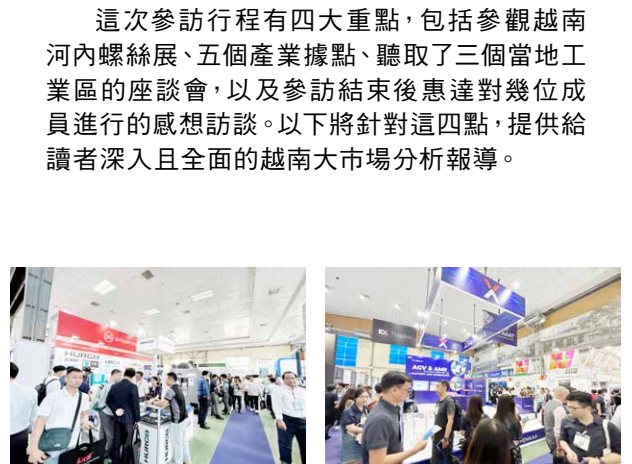 這次參訪行程有四大重點，包括參觀越南
河內螺絲展、五個產業據點、聽取了三個當地工
業區的座談會，以及參訪結束後惠達對幾位成
員進行的感想訪談。以下將針對這四點，提供給
讀者深入且全面的越南大市場分析報導。
HURCO
HURCO
HURCO
AGV & AMR